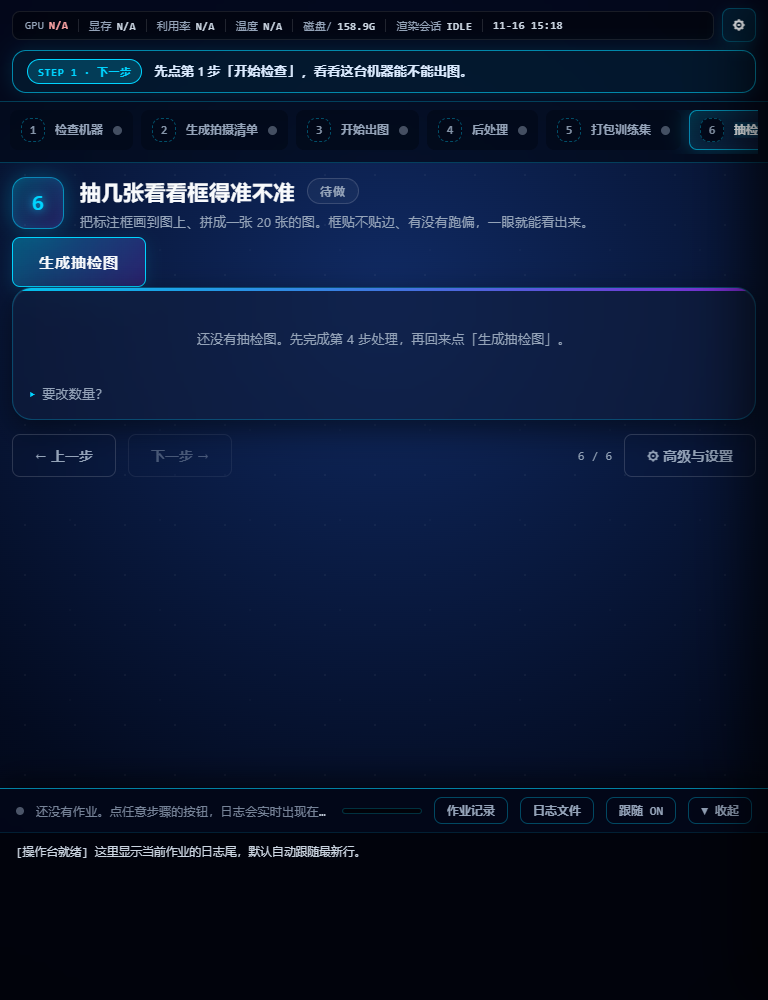 GPU N/A 显存 N/A 利用率 N/A 温度 N/A 磁盘/ 158.9G 渲染会话 IDLE 11-16 15:18
STEP 1 · 下一步 先点第 1 步「开始检查」，看看这台机器能不能出图。
1 检查机器 2 生成拍摄清单 3 开始出图 4 后处理 5 打包训练集 6 抽检
6 抽几张看看框得准不准 待做
把标注框画到图上、拼成一张 20 张的图。框贴不贴边、有没有跑偏，一眼就能看出来。
生成抽检图
还没有抽检图。先完成第 4 步处理，再回来点「生成抽检图」。
▸ 要改数量？
← 上一步 下一步 → 6 / 6 ⚙ 高级与设置
还没有作业。点任意步骤的按钮，日志会实时出现在… 作业记录 日志文件 跟随 ON ▼ 收起
[操作台就绪] 这里显示当前作业的日志尾，默认自动跟随最新行。